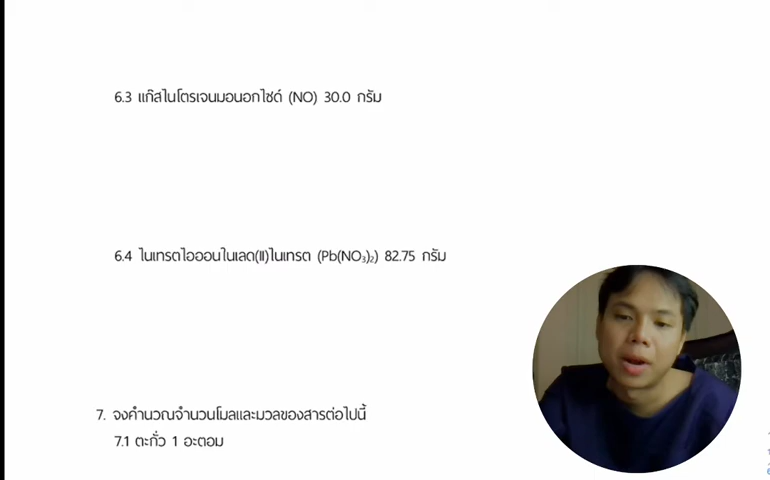 6.3 แก๊สไนโตรเจนมอนอกไซด์ (NO) 30.0 กรัม
6.4 ไนเทรตไอออนในเลด(II)ไนเทรต (Pb(NO₃)₂) 82.75 กรัม
7. จงคำนวณจำนวนโมลและมวลของสารต่อไปนี้
7.1 ตะกั่ว 1 อะตอม